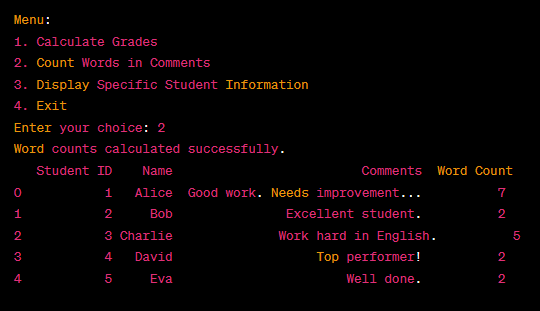 Menu:
1. Calculate Grades
2. Count Words in Comments
3. Display Specific Student Information
4. Exit
Enter your choice: 2
Word counts calculated successfully.
Student ID Name Comments Word Count
0 1 Alice Good work. Needs improvement... 7
1 2 Bob Excellent student. 2
2 3 Charlie Work hard in English. 5
3 4 David Top performer! 2
4 5 Eva Well done. 2